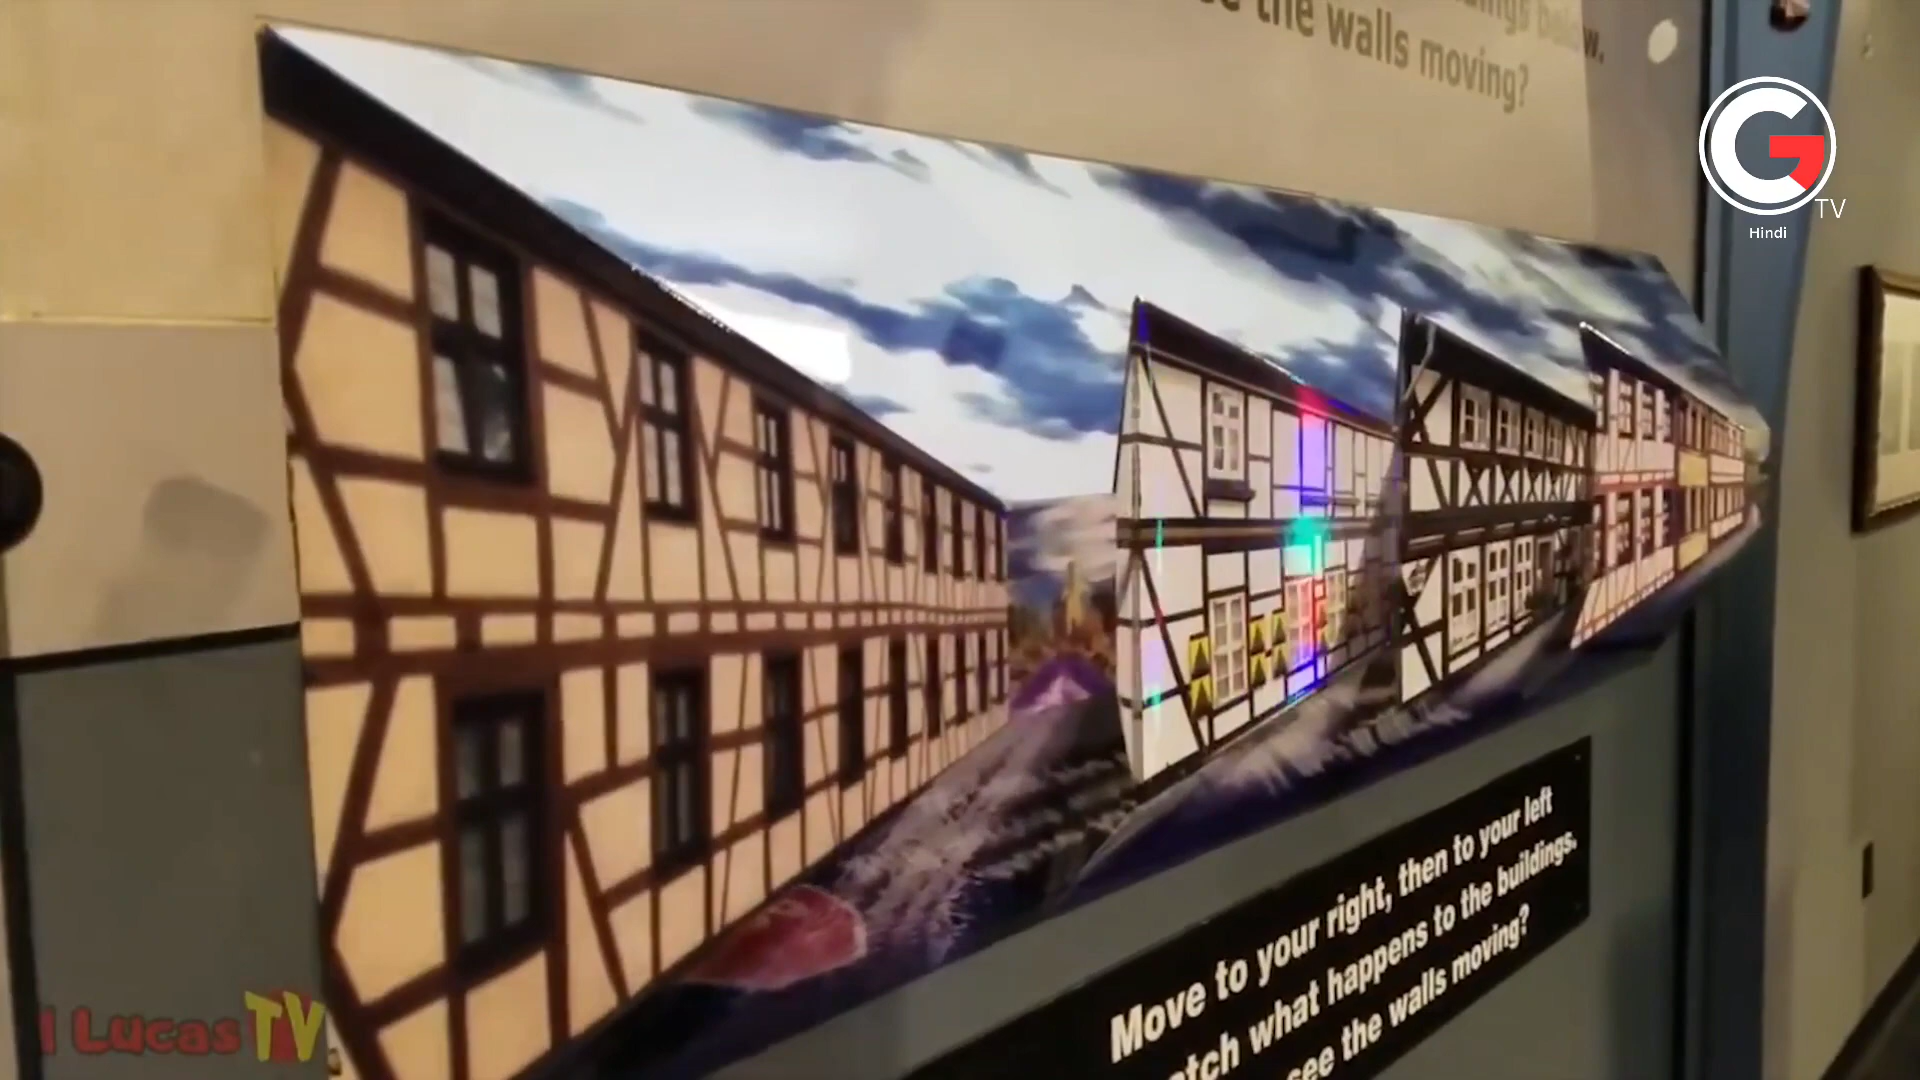 the walls moving?
G
TV
Hindi
Move to your right, then to your left
what happens to the buildings.
see the walls moving?
Lucas TV